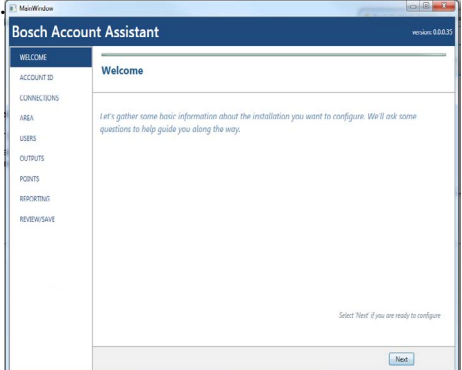 MainWindow
Bosch Account Assistant
version: 0.0.0.35
WELCOME
ACCOUNT ID
CONNECTIONS
AREA
USERS
OUTPUTS
POINTS
REPORTING
REVIEW/SAVE
Welcome
Let's gather some basic information about the installation you want to configure. We'll ask some
questions to help guide you along the way.
Select 'Next' if you are ready to configure
Next